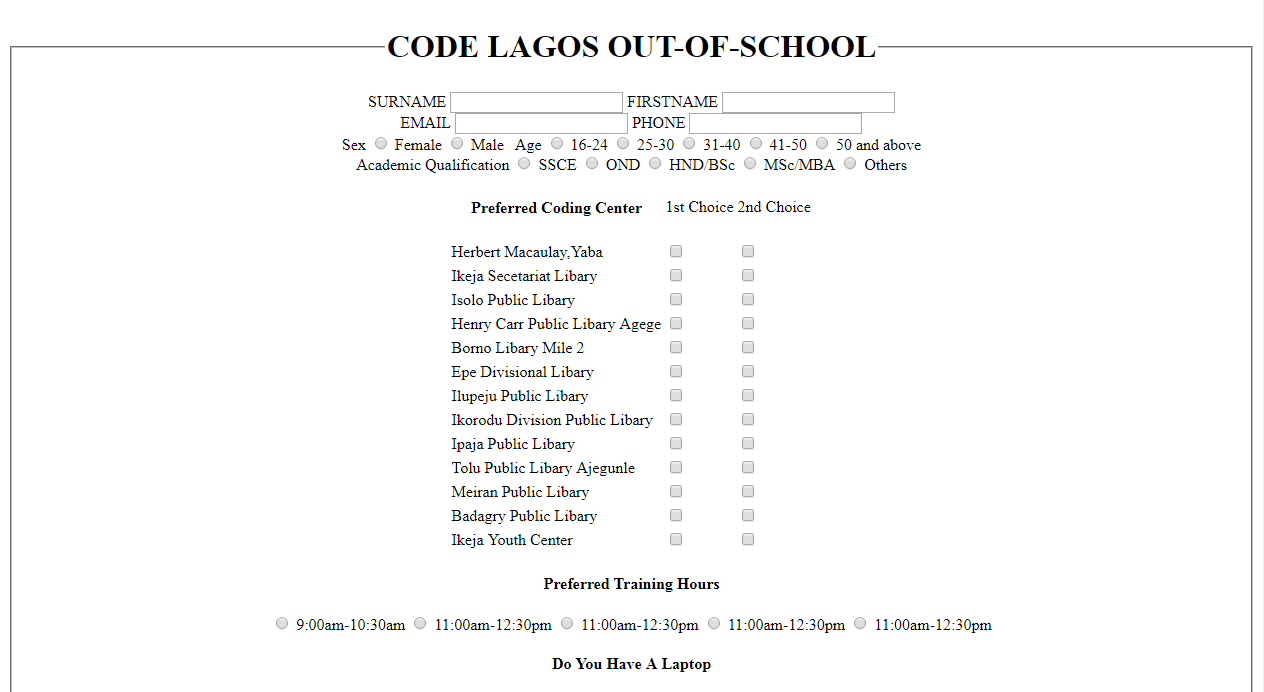 CODE LAGOS OUT-OF-SCHOOL
SURNAME FIRSTNAME
EMAIL PHONE
Sex Female Male Age 16-24 25-30 31-40 41-50 50 and above
Academic Qualification SSCE OND HND/BSc MSc/MBA Others
Preferred Coding Center 1st Choice 2nd Choice
Herbert Macaulay,Yaba
Ikeja Secetariat Libary
Isolo Public Libary
Henry Carr Public Libary Agege
Borno Libary Mile 2
Epe Divisional Libary
Ilupeju Public Libary
Ikorodu Division Public Libary
Ipaja Public Libary
Tolu Public Libary Ajegunle
Meiran Public Libary
Badagry Public Libary
Ikeja Youth Center
Preferred Training Hours
9:00am-10:30am 11:00am-12:30pm 11:00am-12:30pm 11:00am-12:30pm 11:00am-12:30pm
Do You Have A Laptop